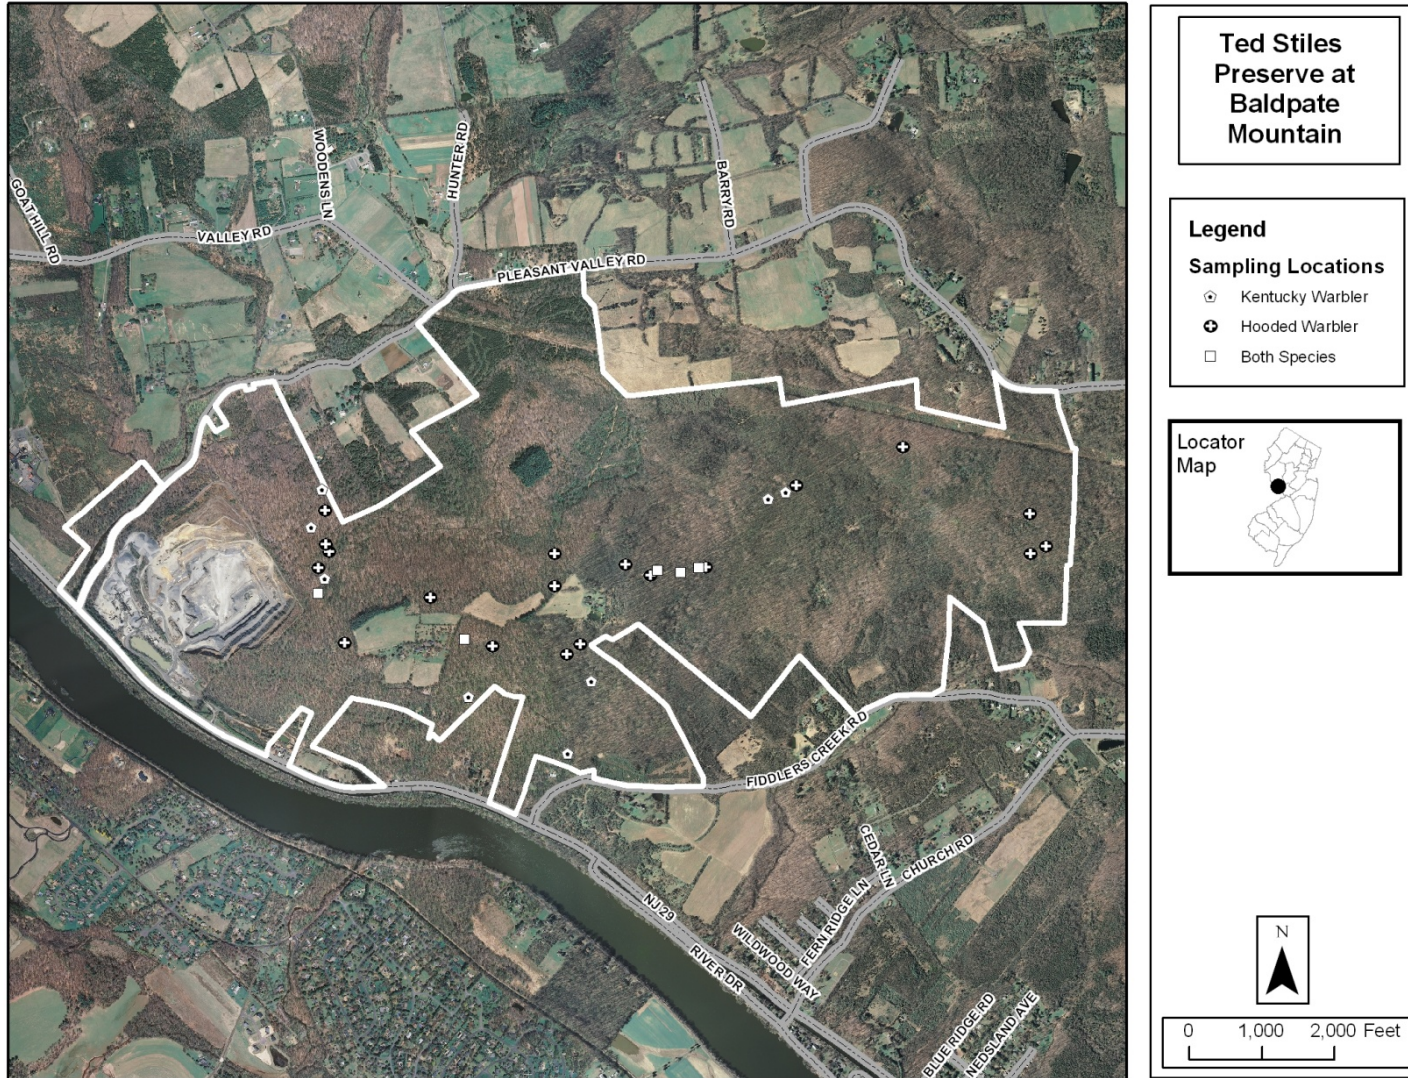 Ted Stiles
Preserve at
Baldpate
Mountain
Legend
Sampling Locations
Kentucky Warbler
Hooded Warbler
Both Species
Locator
Map
N
0 1,000 2,000 Feet
GOAT HILL RD
VALLEY RD
WOODENS LN
HUNTER RD
PLEASANT VALLEY RD
BARRY RD
FIDDLERS CREEK RD
CEDAR LN
CHURCH RD
FERN RIDGE LN
WILDWOOD WAY
NJ 29
RIVER DR
BLUE RIDGE RD
NEDSLAND AVE